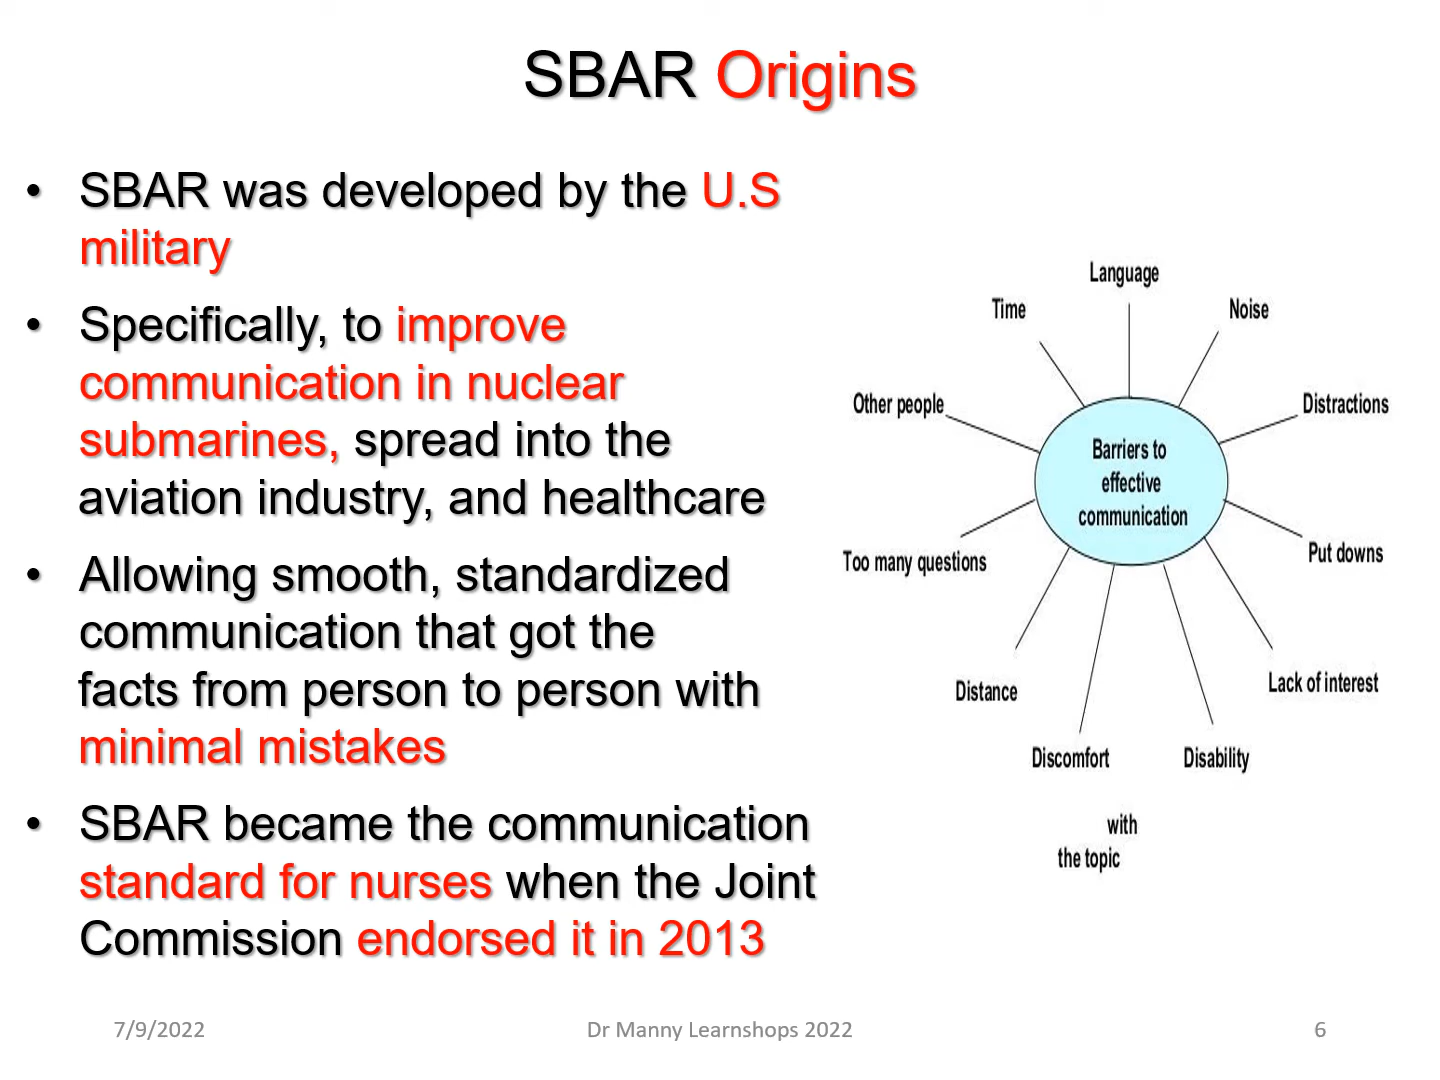 SBAR Origins
• SBAR was developed by the U.S
military
• Specifically, to improve
communication in nuclear
submarines, spread into the
aviation industry, and healthcare
• Allowing smooth, standardized
communication that got the
facts from person to person with
minimal mistakes
• SBAR became the communication
standard for nurses when the Joint
Commission endorsed it in 2013
Language
Time
Noise
Other people
Distractions
Barriers to
effective
communication
Too many questions
Put downs
Distance
Lack of interest
Discomfort
Disability
with
the topic
7/9/2022
Dr Manny Learnshops 2022
6